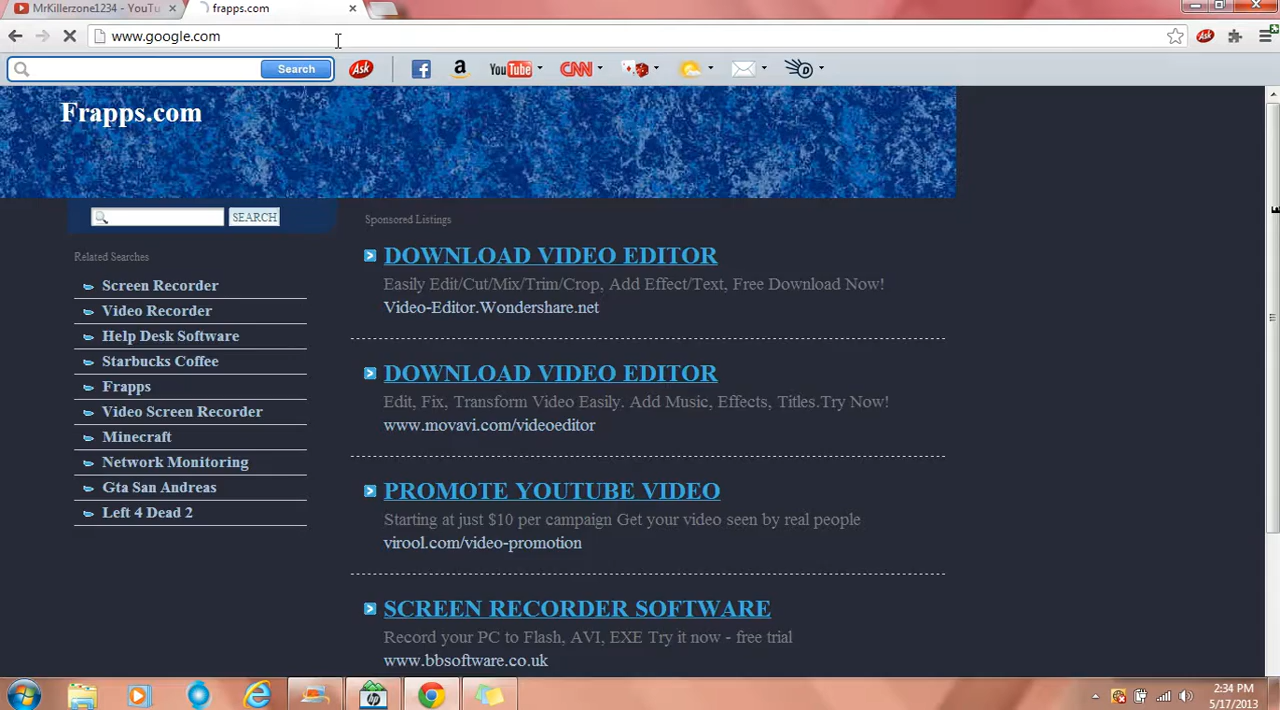 MrKillerzone1234 - YouTu
frapps.com
www.google.com
Search
Ask
a
YouTube
CNN
Ask
Frapps.com
SEARCH
Sponsored Listings
Related Searches
Screen Recorder
Video Recorder
Help Desk Software
Starbucks Coffee
Frapps
Video Screen Recorder
Minecraft
Network Monitoring
Gta San Andreas
Left 4 Dead 2
DOWNLOAD VIDEO EDITOR
Easily Edit/Cut/Mix/Trim/Crop, Add Effect/Text, Free Download Now!
Video-Editor.Wondershare.net
DOWNLOAD VIDEO EDITOR
Edit, Fix, Transform Video Easily. Add Music, Effects, Titles.Try Now!
www.movavi.com/videoeditor
PROMOTE YOUTUBE VIDEO
Starting at just $10 per campaign Get your video seen by real people
virool.com/video-promotion
SCREEN RECORDER SOFTWARE
Record your PC to Flash, AVI, EXE Try it now - free trial
www.bbsoftware.co.uk
hp
2:34 PM
5/17/2013